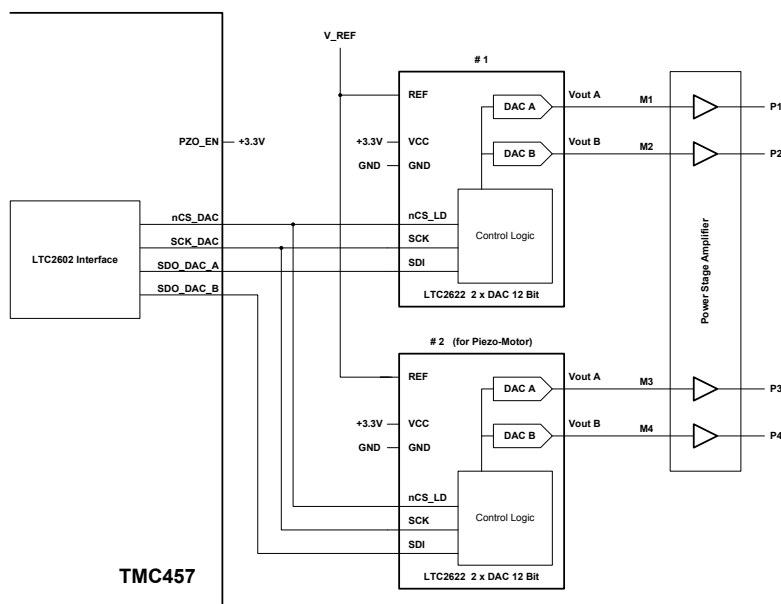 V_REF
# 1
REF
DAC A
Vout A
M1
P1
PZO_EN
+3.3V
+3.3V
VCC
DAC B
Vout B
M2
P2
GND
GND
nCS_DAC
nCS_LD
SCK_DAC
SCK
Control Logic
LTC2602 Interface
SDO_DAC_A
SDI
SDO_DAC_B
LTC2622 2 x DAC 12 Bit
Power Stage Amplifier
# 2 (for Piezo-Motor)
REF
DAC A
Vout A
M3
P3
+3.3V
VCC
DAC B
Vout B
M4
P4
GND
GND
nCS_LD
SCK
Control Logic
SDI
TMC457
LTC2622 2 x DAC 12 Bit